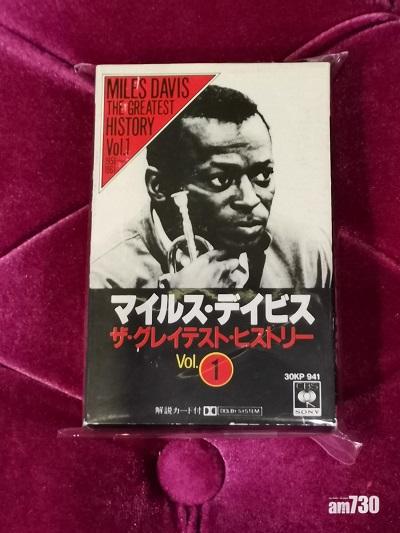 MILES DAVIS
THE GREATEST
HISTORY
Vol.1
マイルス・デイビス
ザ・グレイテスト・ヒストリー
Vol. 1
30KP 941
CBS
SONY
解説カード付 DOLBY SYSTEM
am730